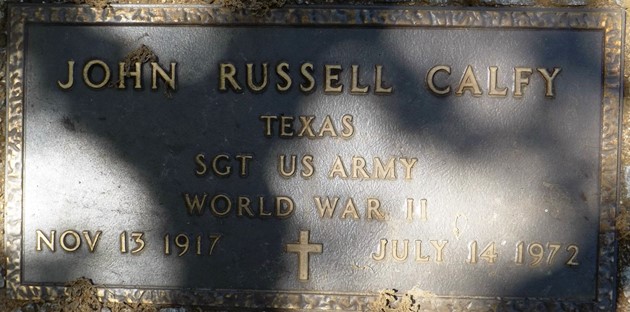 JOHN RUSSELL CALFY
TEXAS
SGT US ARMY
WORLD WAR II
NOV 13 1917 JULY 14 1972